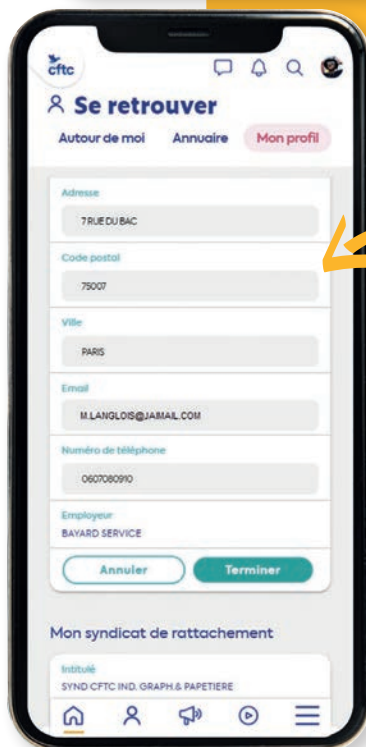 cftc
Se retrouver
Autour de moi Annuaire Mon profil
Adresse
7 RUE DU BAC
Code postal
75007
Ville
PARIS
Email
M.LANGLOIS@JAIMAIL.COM
Numéro de téléphone
0607080910
Employeur
BAYARD SERVICE
Annuler Terminer
Mon syndicat de rattachement
Intitulé
SYND CFTC IND. GRAPH.& PAPETIERE